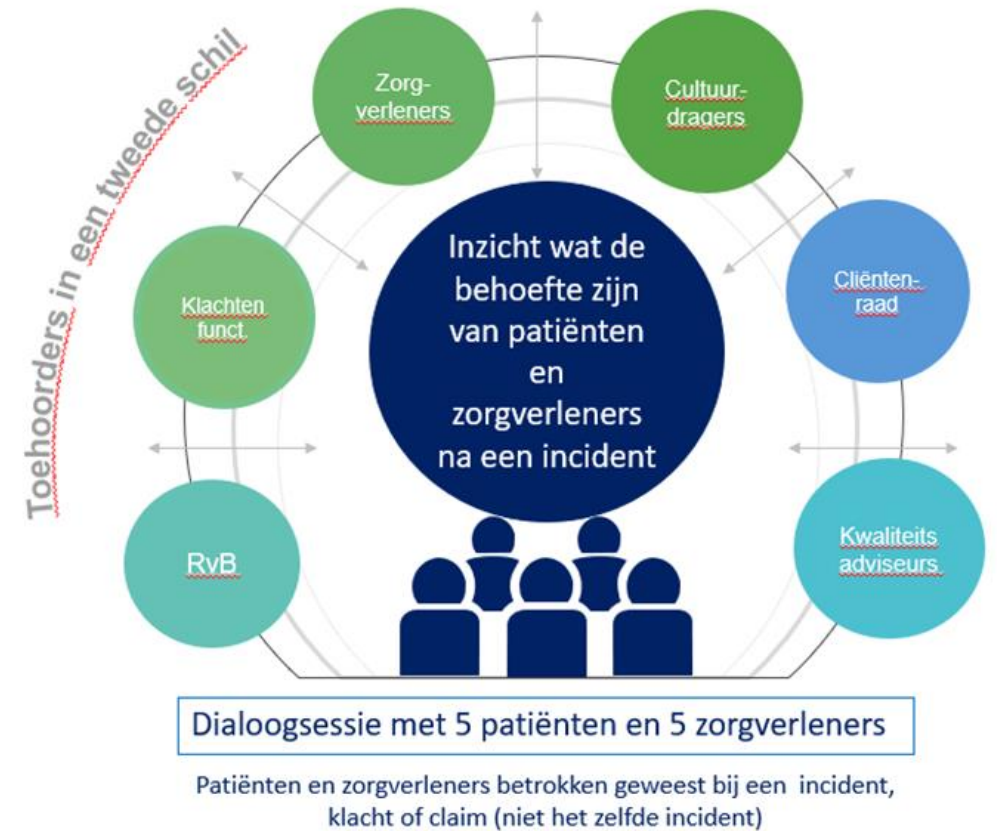 Toehoorders in een tweede schil
Zorg-
verleners
Cultuur-
dragers
Klachten
funct.
Cliënten-
raad
RvB
Kwaliteits
adviseurs
Inzicht wat de
behoefte zijn
van patiënten
en
zorgverleners
na een incident
Dialoogsessie met 5 patiënten en 5 zorgverleners
Patiënten en zorgverleners betrokken geweest bij een incident,
klacht of claim (niet het zelfde incident)